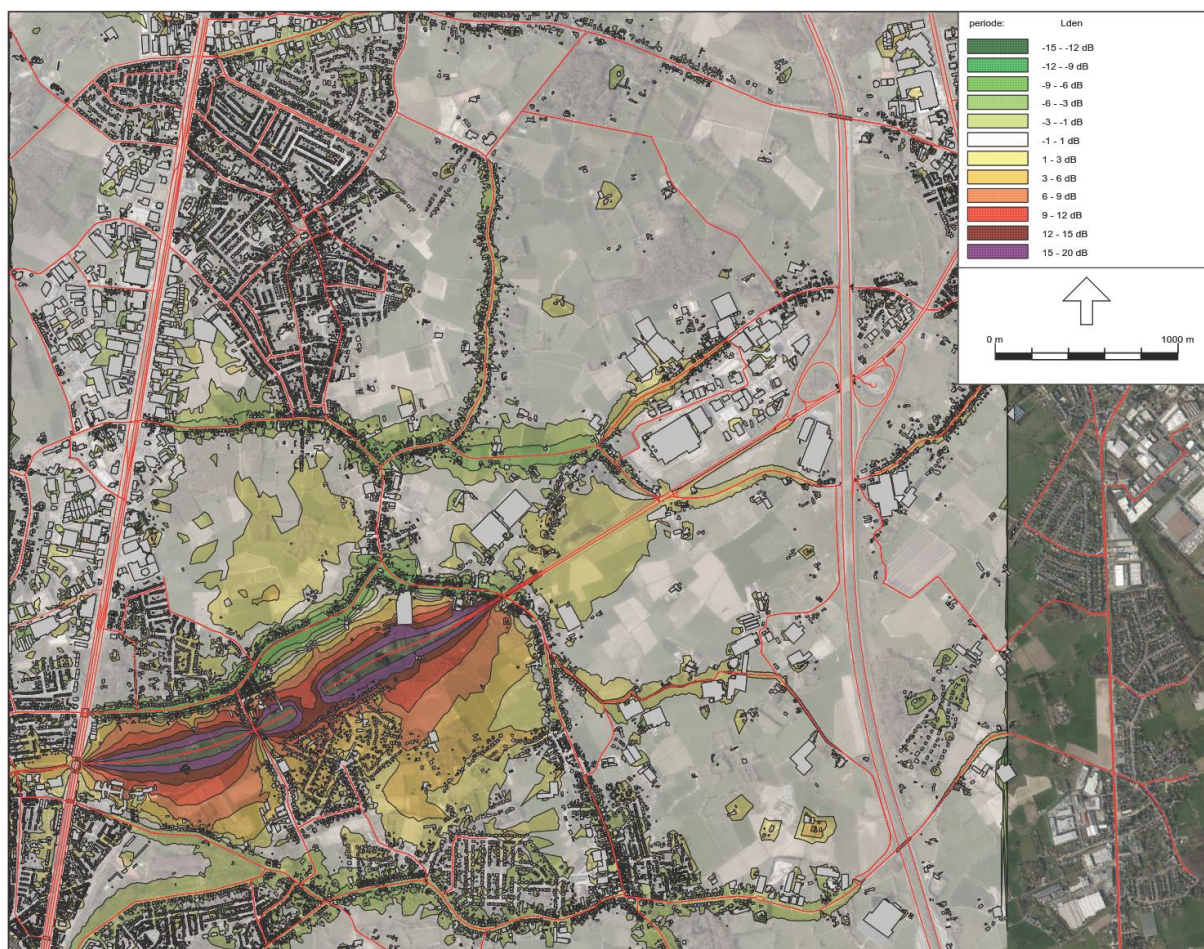 periode: Lden
-15 - -12 dB
-12 - -9 dB
-9 - -6 dB
-6 - -3 dB
-3 - -1 dB
-1 - 1 dB
1 - 3 dB
3 - 6 dB
6 - 9 dB
9 - 12 dB
12 - 15 dB
15 - 20 dB
0 m 1000 m